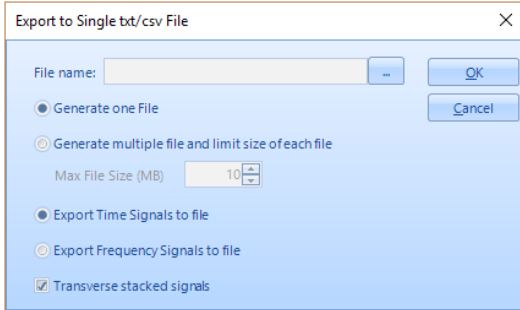 Export to Single txt/csv File
File name:
...
OK
Generate one File
Cancel
Generate multiple file and limit size of each file
Max File Size (MB)
10
Export Time Signals to file
Export Frequency Signals to file
Transverse stacked signals